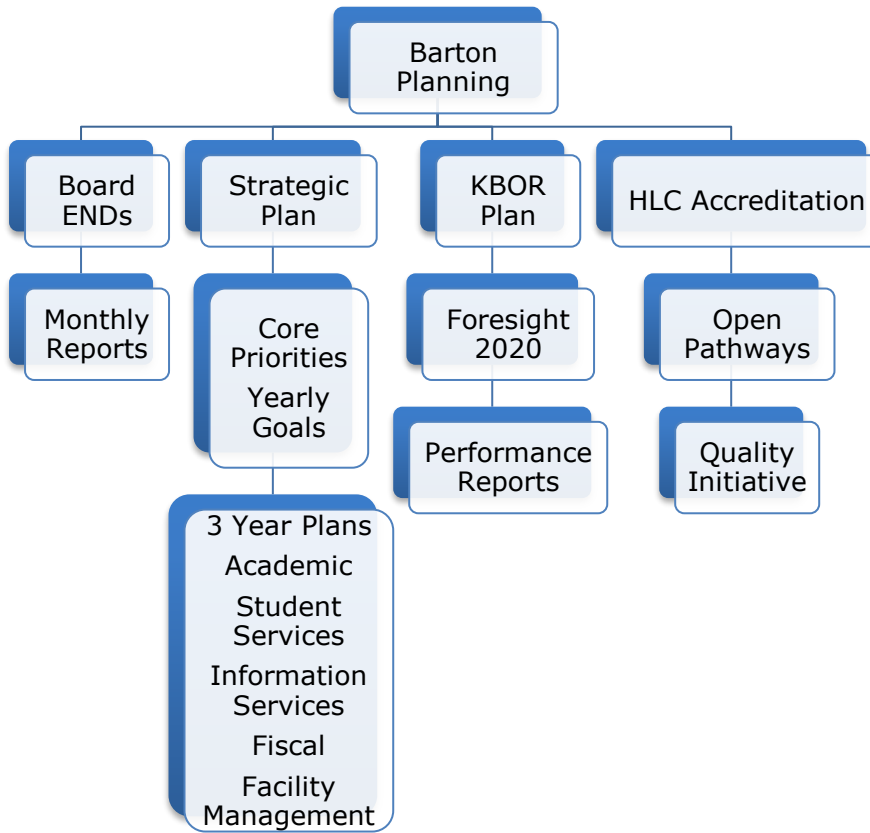 Barton
Planning
Board
ENDs
Strategic
Plan
KBOR
Plan
HLC Accreditation
Monthly
Reports
Core
Priorities
Yearly
Goals
Foresight
2020
Open
Pathways
Performance
Reports
Quality
Initiative
3 Year Plans
Academic
Student
Services
Information
Services
Fiscal
Facility
Management